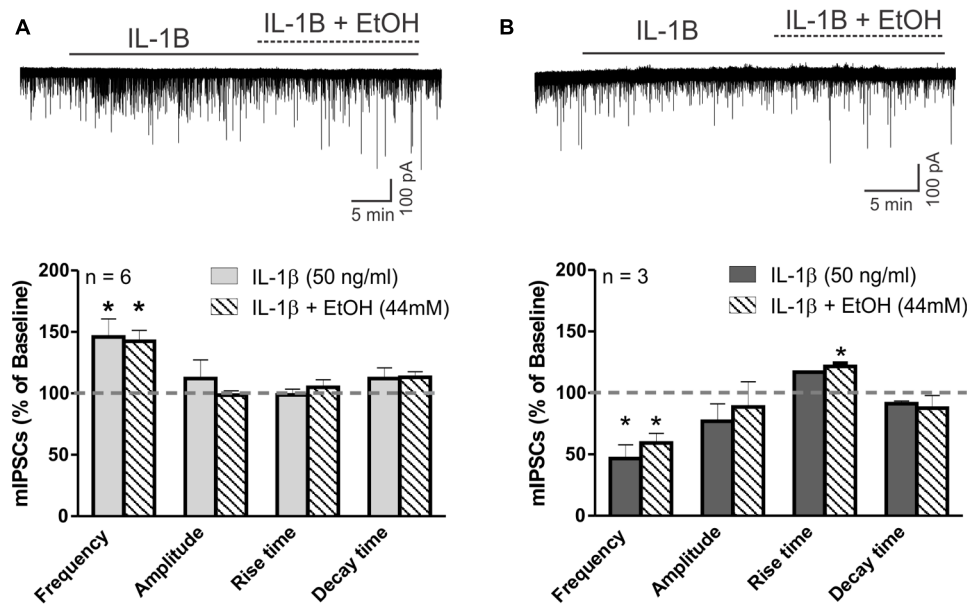 A
IL-1B
IL-1B + EtOH
5 min
100 pA
B
IL-1B
IL-1B + EtOH
5 min
100 pA
mIPSCs (% of Baseline)
200
150
100
50
0
n = 6
IL-1β (50 ng/ml)
IL-1β + EtOH (44mM)
* *
Frequency
Amplitude
Rise time
Decay time
mIPSCs (% of Baseline)
200
150
100
50
0
n = 3
IL-1β (50 ng/ml)
IL-1β + EtOH (44mM)
* *
*
Frequency
Amplitude
Rise time
Decay time